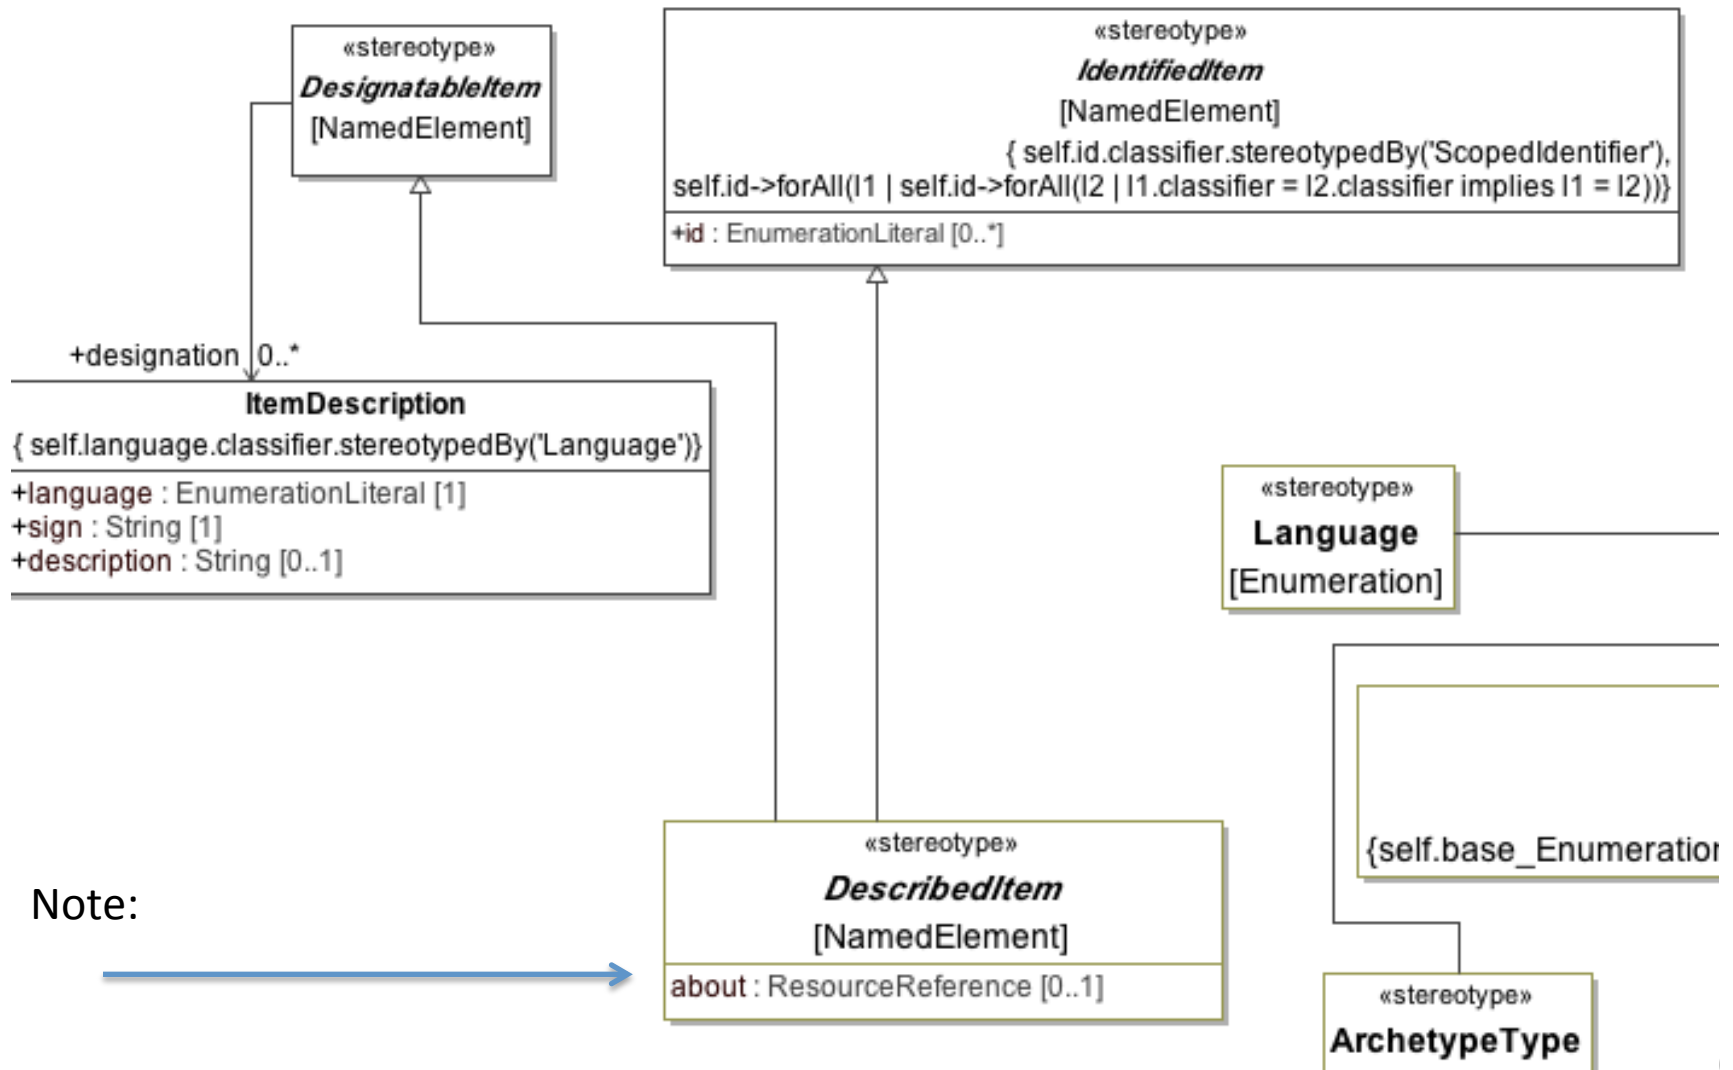 «stereotype»
DesignatableItem
[NamedElement]
«stereotype»
IdentifiedItem
[NamedElement]
{ self.id.classifier.stereotypedBy('ScopedIdentifier'),
self.id->forAll(I1 | self.id->forAll(I2 | I1.classifier = I2.classifier implies I1 = I2))}
+id : EnumerationLiteral [0..*]
+designation 0..*
ItemDescription
{ self.language.classifier.stereotypedBy('Language')}
+language : EnumerationLiteral [1]
+sign : String [1]
+description : String [0..1]
«stereotype»
Language
[Enumeration]
{self.base_Enumeration
«stereotype»
DescribedItem
[NamedElement]
about : ResourceReference [0..1]
Note:
«stereotype»
ArchetypeType